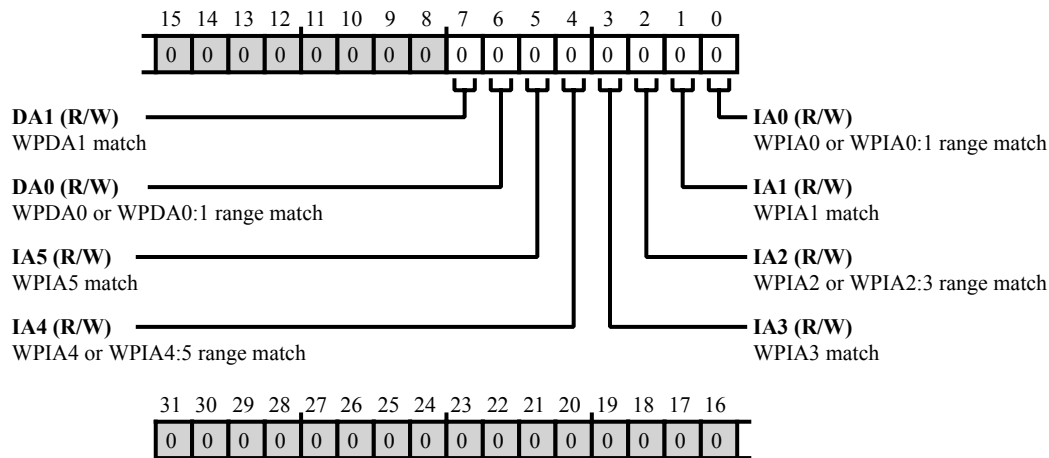 15 14 13 12 11 10 9 8 7 6 5 4 3 2 1 0
0 0 0 0 0 0 0 0 0 0 0 0 0 0 0 0
DA1 (R/W)
WPDA1 match
DA0 (R/W)
WPDA0 or WPDA0:1 range match
IA5 (R/W)
WPIA5 match
IA4 (R/W)
WPIA4 or WPIA4:5 range match
IA0 (R/W)
WPIA0 or WPIA0:1 range match
IA1 (R/W)
WPIA1 match
IA2 (R/W)
WPIA2 or WPIA2:3 range match
IA3 (R/W)
WPIA3 match
31 30 29 28 27 26 25 24 23 22 21 20 19 18 17 16
0 0 0 0 0 0 0 0 0 0 0 0 0 0 0 0